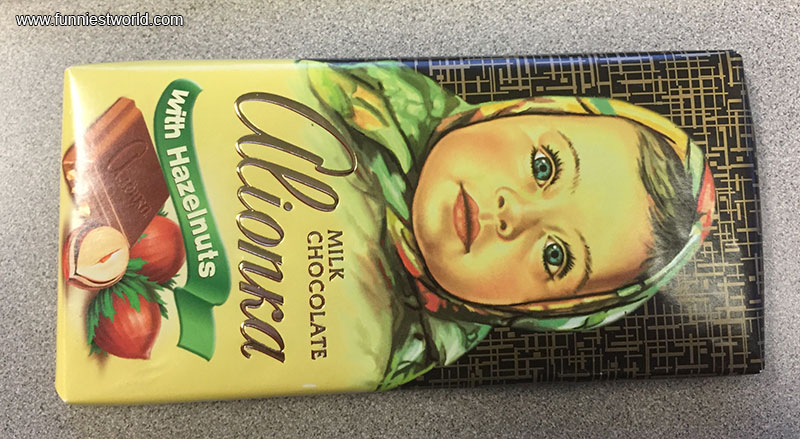 www.funniestworld.com
MILK
CHOCOLATE
Alionka
with Hazelnuts